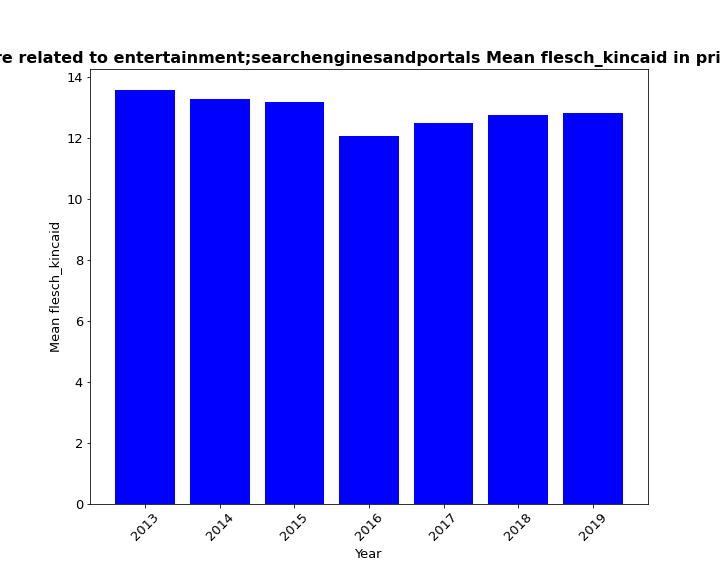 re related to entertainment;searchenginesandportals Mean flesch_kincaid in pri
14
12
10
8
6
4
2
0
Mean flesch_kincaid
2013 2014 2015 2016 2017 2018 2019
Year